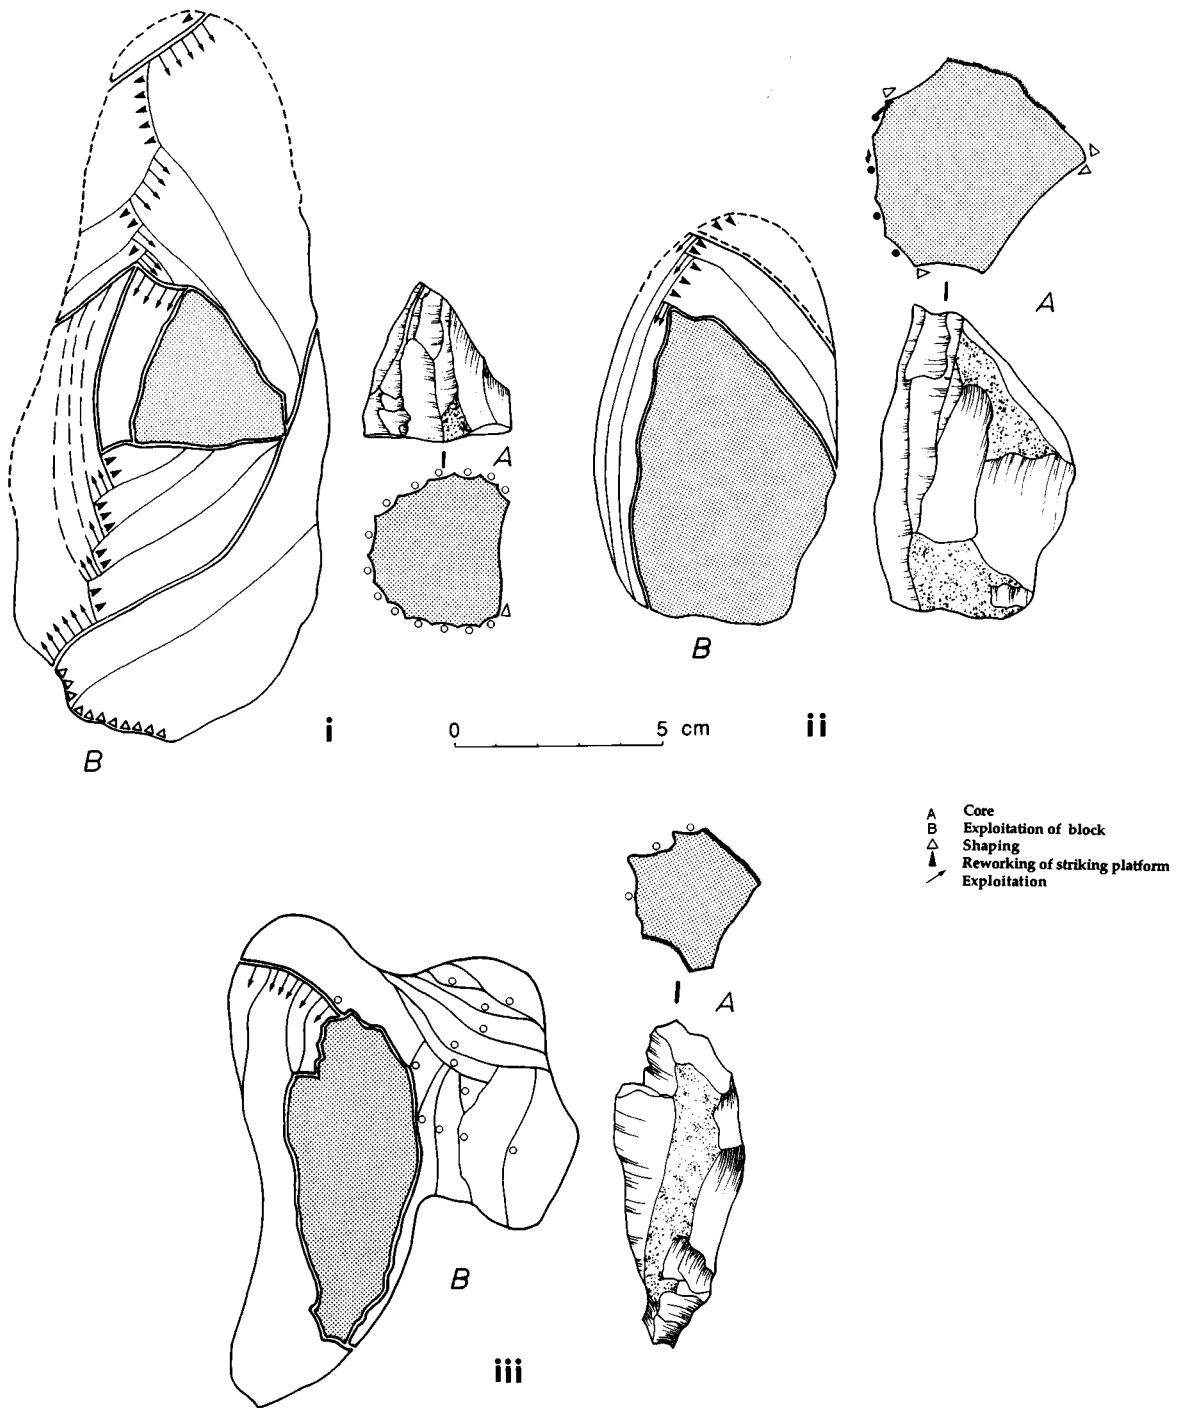 A
A
B
B
i
0 5 cm
ii
A Core
B Exploitation of block
Shaping
Reworking of striking platform
Exploitation
A
B
iii